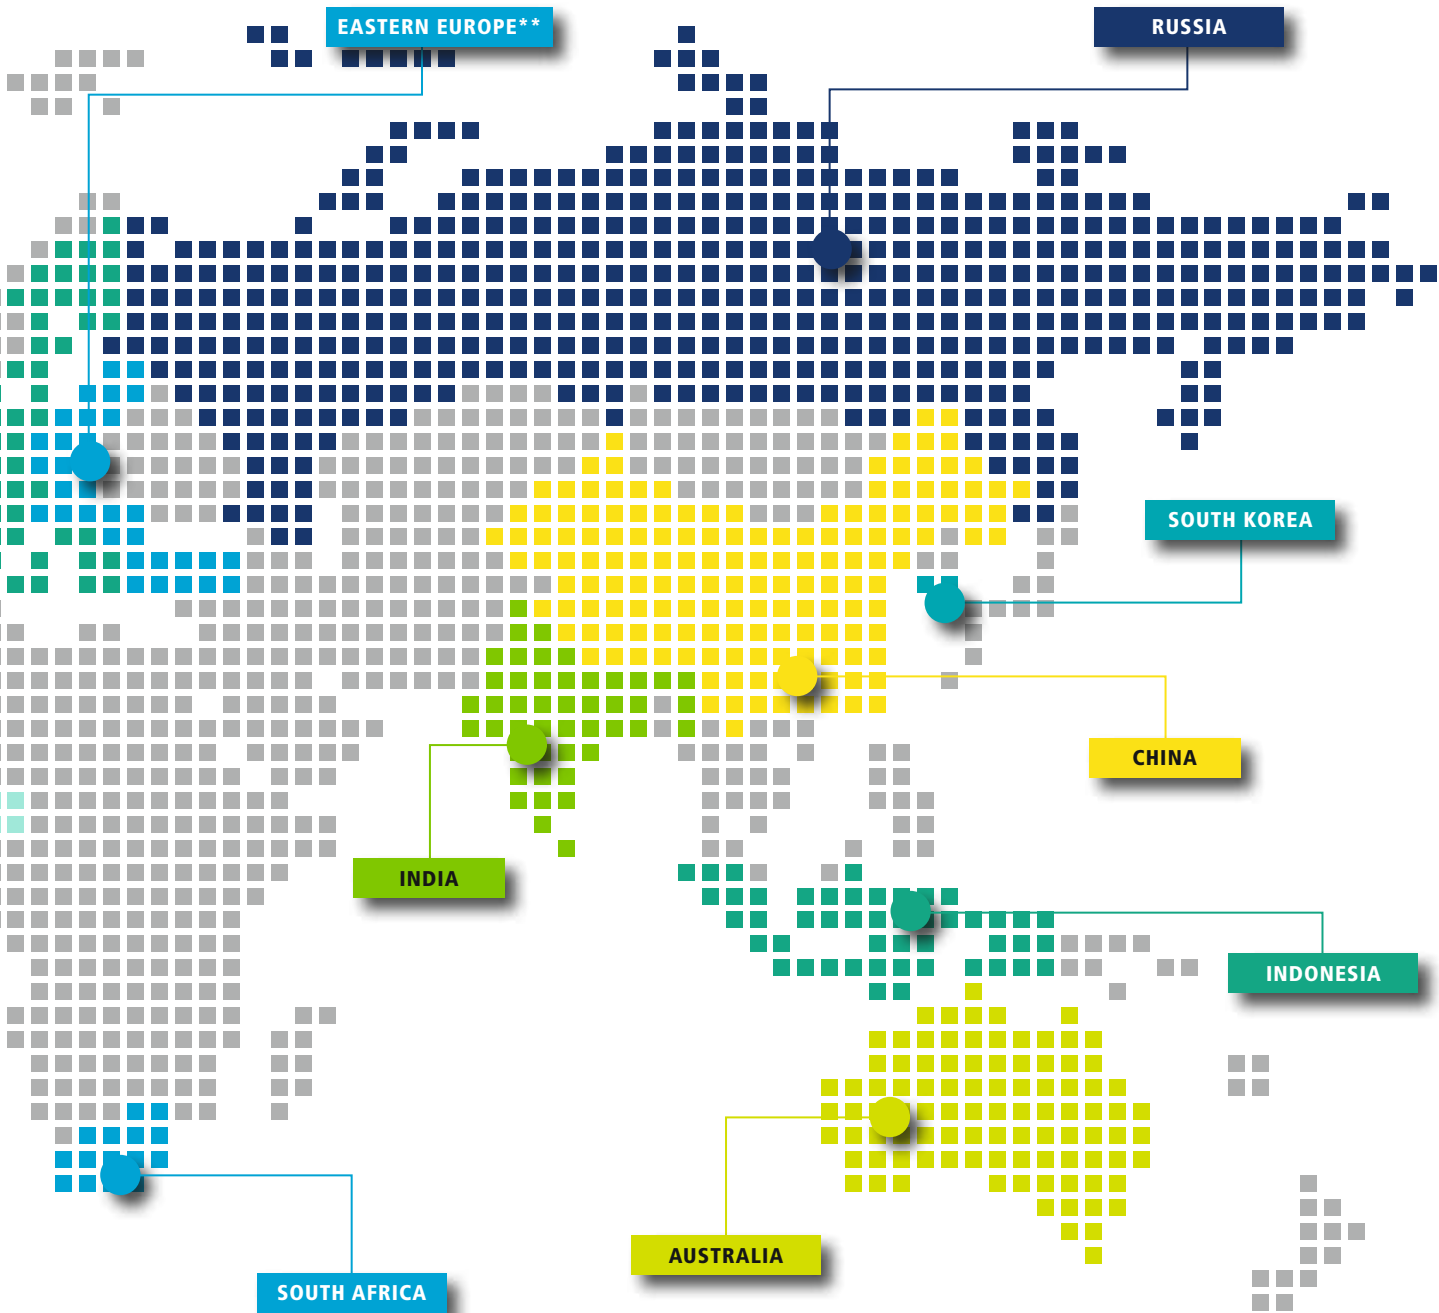 EASTERN EUROPE**
RUSSIA
SOUTH KOREA
CHINA
INDIA
INDONESIA
AUSTRALIA
SOUTH AFRICA